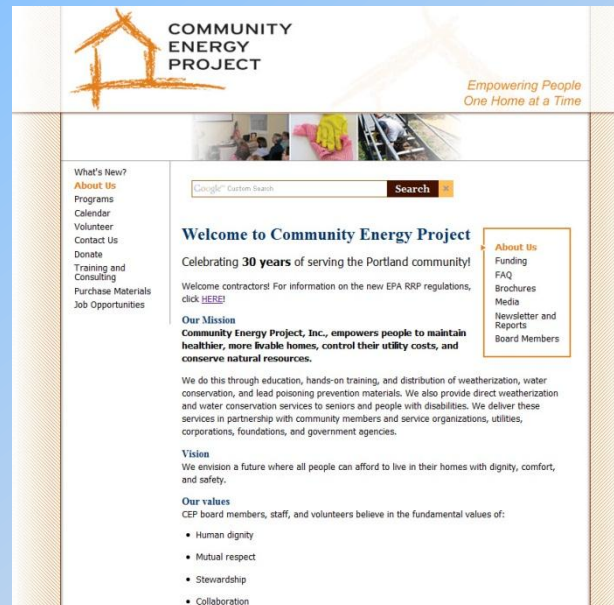 COMMUNITY
ENERGY
PROJECT
Empowering People
One Home at a Time
What's New?
About Us
Programs
Calendar
Volunteer
Contact Us
Donate
Training and
Consulting
Purchase Materials
Job Opportunities
Google™ Custom Search
Search
×
Welcome to Community Energy Project
Celebrating 30 years of serving the Portland community!
Welcome contractors! For information on the new EPA RRP regulations,
click HERE!
Our Mission
Community Energy Project, Inc., empowers people to maintain
healthier, more livable homes, control their utility costs, and
conserve natural resources.
About Us
Funding
FAQ
Brochures
Media
Newsletter and
Reports
Board Members
We do this through education, hands-on training, and distribution of weatherization, water
conservation, and lead poisoning prevention materials. We also provide direct weatherization
and water conservation services to seniors and people with disabilities. We deliver these
services in partnership with community members and service organizations, utilities,
corporations, foundations, and government agencies.
Vision
We envision a future where all people can afford to live in their homes with dignity, comfort,
and safety.
Our values
CEP board members, staff, and volunteers believe in the fundamental values of:
• Human dignity
• Mutual respect
• Stewardship
• Collaboration